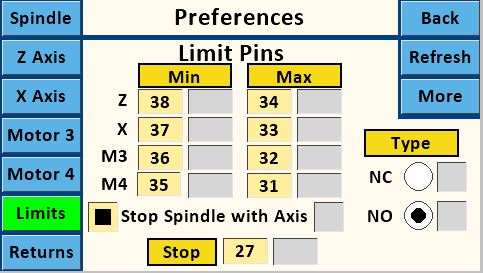 Spindle Preferences Back
Z Axis Limit Pins Refresh
X Axis Min Max More
Z 38 34
Motor 3 X 37 33 Type
Motor 4 M3 36 32 NC
M4 35 31
Limits Stop Spindle with Axis NO
Returns Stop 27